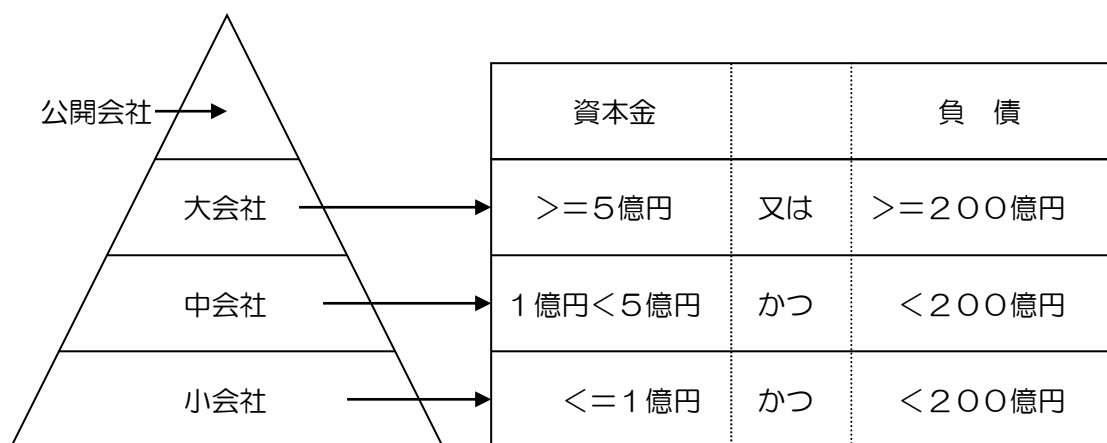 公開会社 資本金 負　債
大会社 >=5億円 又は >=200億円
中会社 1億円<5億円 かつ <200億円
小会社 <=1億円 かつ <200億円